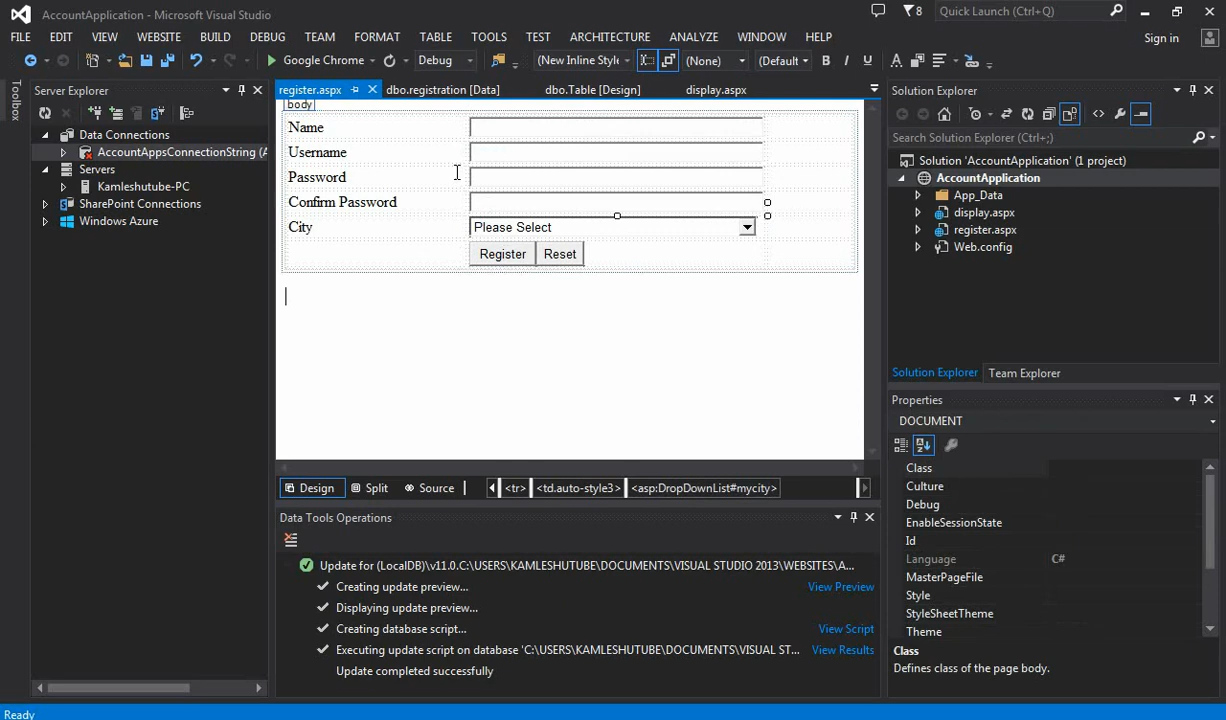 AccountApplication - Microsoft Visual Studio
8
Quick Launch (Ctrl+Q)
FILE EDIT VIEW WEBSITE BUILD DEBUG TEAM FORMAT TABLE TOOLS TEST ARCHITECTURE ANALYZE WINDOW HELP
Sign in
Google Chrome Debug (New Inline Style (None) (Default B I U
Toolbox
Server Explorer
Data Connections
AccountAppsConnectionString (A
Servers
Kamleshutube-PC
SharePoint Connections
Windows Azure
register.aspx dbo.registration [Data] dbo.Table [Design] display.aspx
body
Name
Username
Password
Confirm Password
City Please Select
Register Reset
Design Split Source <tr> <td.auto-style3> <asp:DropDownList#mycity>
Data Tools Operations
Update for (LocalDB)\v11.0.C:\USERS\KAMLESHUTUBE\DOCUMENTS\VISUAL STUDIO 2013\WEBSITES\A...
Creating update preview... View Preview
Displaying update preview...
Creating database script... View Script
Executing update script on database 'C:\USERS\KAMLESHUTUBE\DOCUMENTS\VISUAL ST... View Results
Update completed successfully
Solution Explorer
Search Solution Explorer (Ctrl+;)
Solution 'AccountApplication' (1 project)
AccountApplication
App_Data
display.aspx
register.aspx
Web.config
Solution Explorer Team Explorer
Properties
DOCUMENT
Class
Culture
Debug
EnableSessionState
Id
Language C#
MasterPageFile
Style
StyleSheetTheme
Theme
Class
Defines class of the page body.
Ready